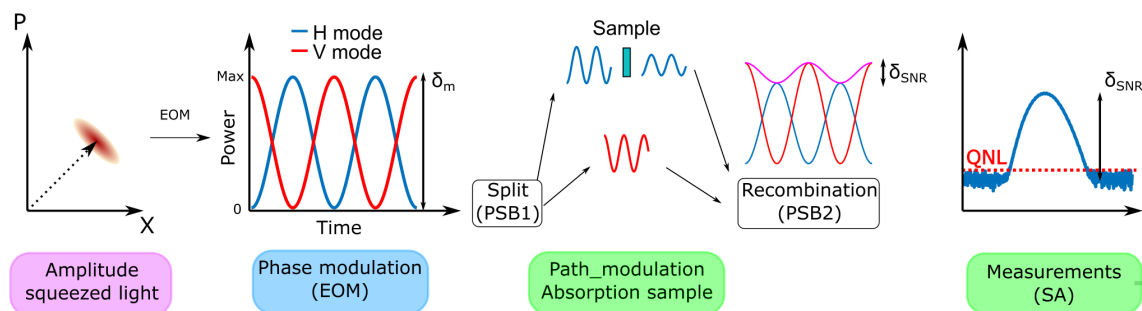 P
X
Amplitude
squeezed light
EOM
H mode
V mode
Max
δm
Power
0
Time
Phase modulation
(EOM)
Sample
Split
(PSB1)
δSNR
Recombination
(PSB2)
Path_modulation
Absorption sample
δSNR
QNL
Measurements
(SA)